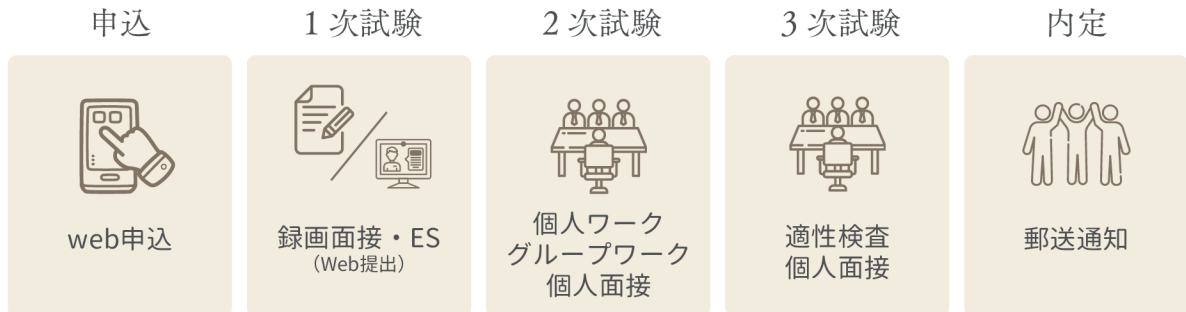 申込
web申込
1次試験
録画面接・ES
（Web提出）
2次試験
個人ワーク
グループワーク
個人面接
3次試験
適性検査
個人面接
内定
郵送通知